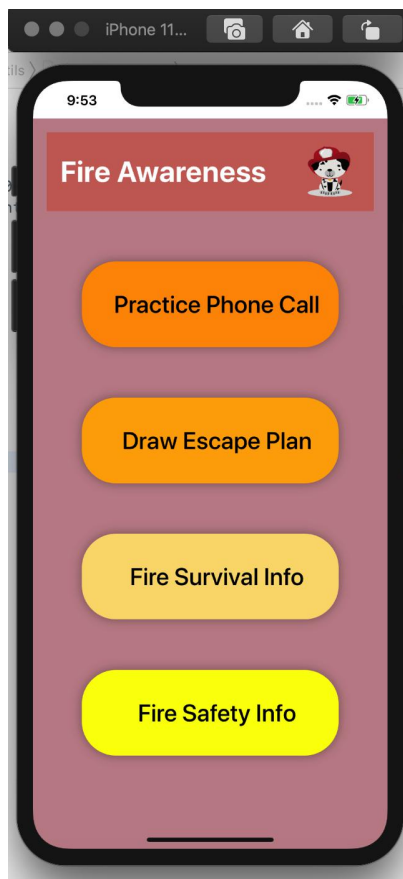 iPhone 11...
9:53
Fire Awareness
Practice Phone Call
Draw Escape Plan
Fire Survival Info
Fire Safety Info